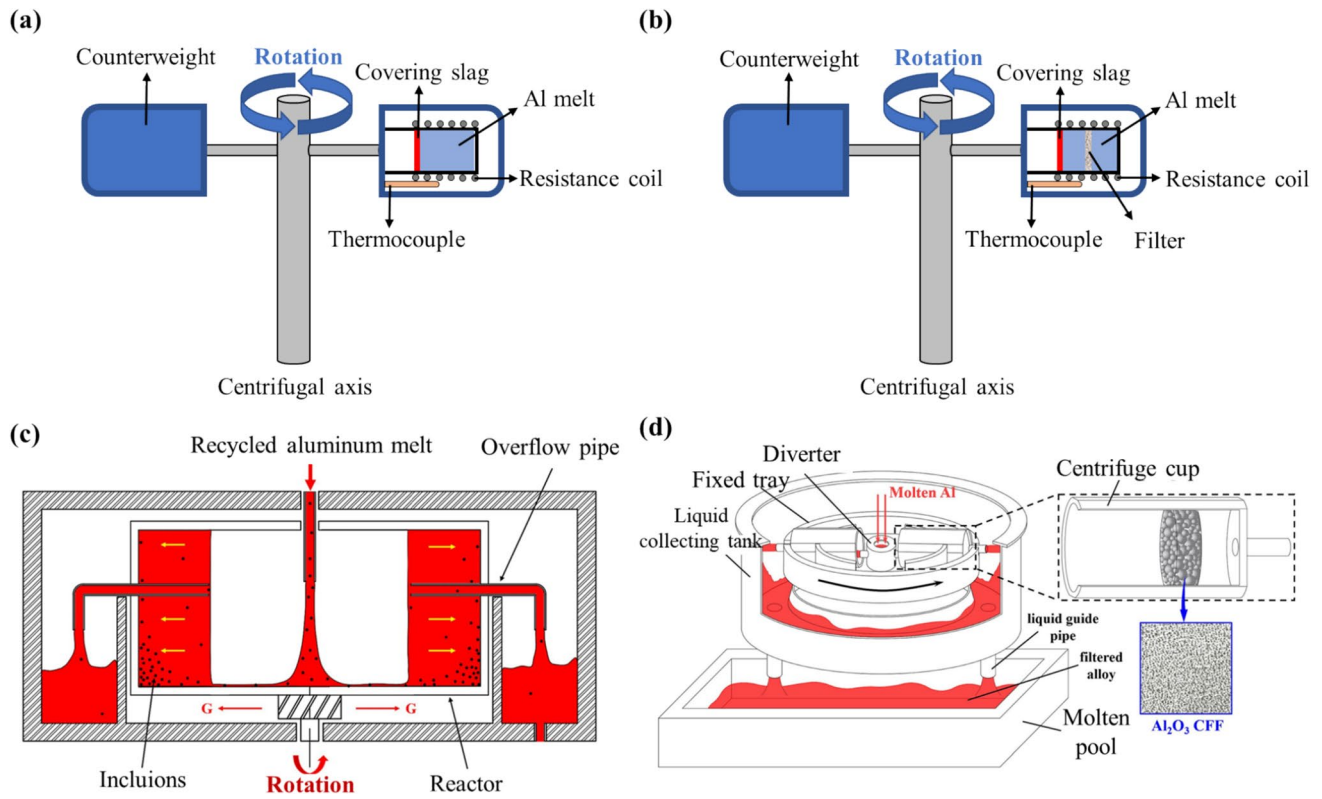 (a)
Counterweight
Rotation
Covering slag
Al melt
Resistance coil
Thermocouple
Centrifugal axis
(b)
Counterweight
Rotation
Covering slag
Al melt
Resistance coil
Thermocouple
Filter
Centrifugal axis
(c)
Recycled aluminum melt
Overflow pipe
G
G
Incluions
Rotation
Reactor
(d)
Diverter
Fixed tray
Molten Al
Liquid
collecting tank
Centrifuge cup
liquid guide
pipe
filtered
alloy
Molten
pool
Al₂O₃ CFF